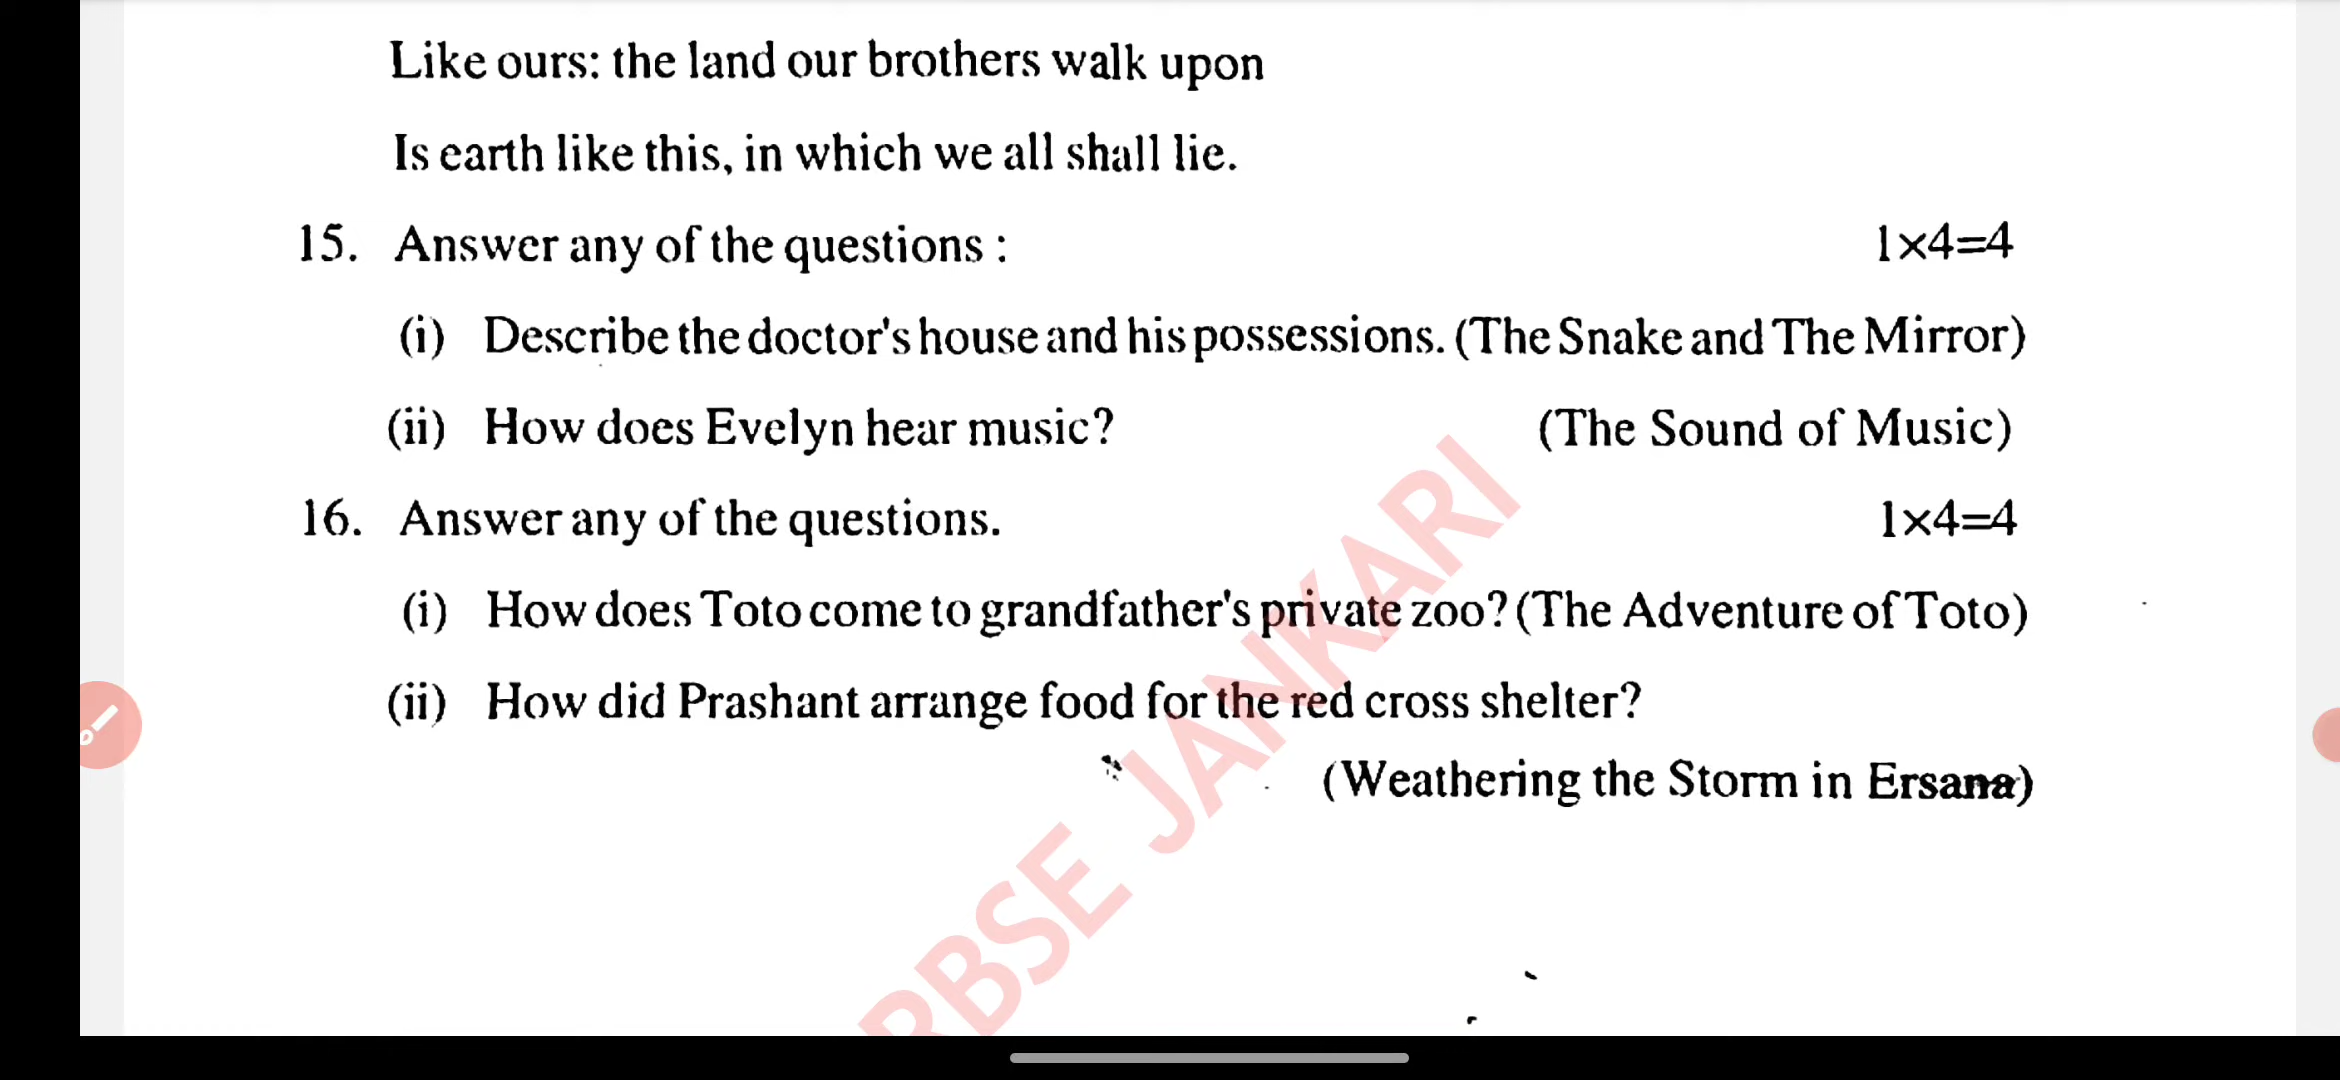 Like ours: the land our brothers walk upon
Is earth like this, in which we all shall lie.
15. Answer any of the questions : 1×4=4
(i) Describe the doctor's house and his possessions. (The Snake and The Mirror)
(ii) How does Evelyn hear music? (The Sound of Music)
16. Answer any of the questions. 1×4=4
(i) How does Toto come to grandfather's private zoo? (The Adventure of Toto)
(ii) How did Prashant arrange food for the red cross shelter?
(Weathering the Storm in Ersana)
RBSE JANKARI